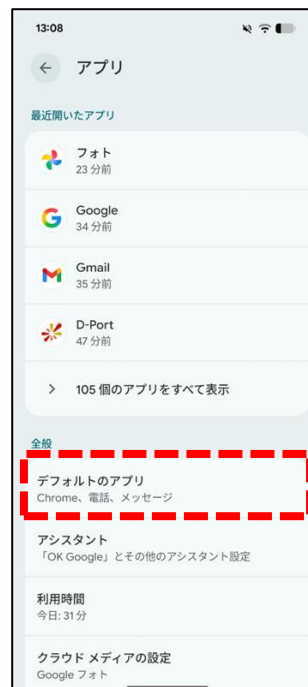 13:08
アプリ
最近開いたアプリ
フォト
23 分前
Google
34 分前
Gmail
35 分前
D-Port
47 分前
105 個のアプリをすべて表示
全般
デフォルトのアプリ
Chrome、電話、メッセージ
アシスタント
「OK Google」とその他のアシスタント設定
利用時間
今日: 31 分
クラウド メディアの設定
Google フォト